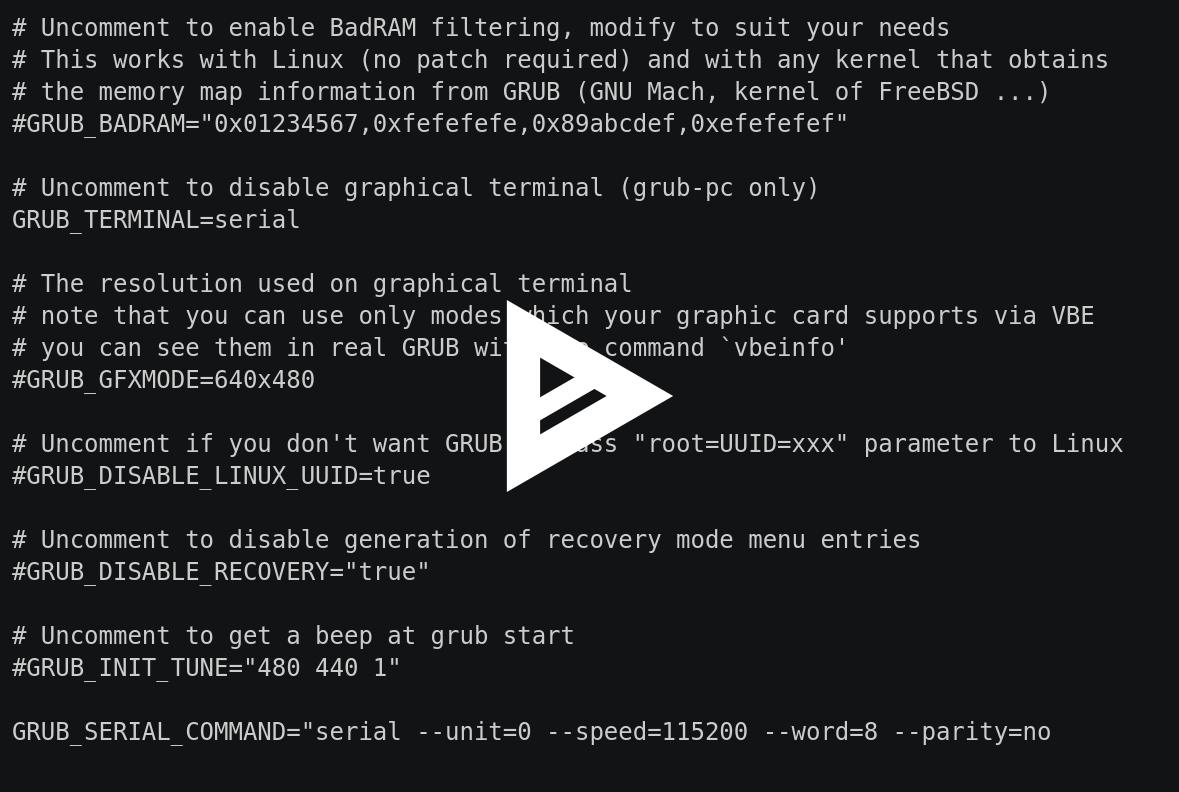 # Uncomment to enable BadRAM filtering, modify to suit your needs
# This works with Linux (no patch required) and with any kernel that obtains
# the memory map information from GRUB (GNU Mach, kernel of FreeBSD ...)
#GRUB_BADRAM="0x01234567,0xfefefefe,0x89abcdef,0xefefefef"
# Uncomment to disable graphical terminal (grub-pc only)
GRUB_TERMINAL=serial
# The resolution used on graphical terminal
# note that you can use only modes which your graphic card supports via VBE
# you can see them in real GRUB command `vbeinfo'
#GRUB_GFXMODE=640x480
# Uncomment if you don't want GRUB "root=UUID=xxx" parameter to Linux
#GRUB_DISABLE_LINUX_UUID=true
# Uncomment to disable generation of recovery mode menu entries
#GRUB_DISABLE_RECOVERY="true"
# Uncomment to get a beep at grub start
#GRUB_INIT_TUNE="480 440 1"
GRUB_SERIAL_COMMAND="serial --unit=0 --speed=115200 --word=8 --parity=no